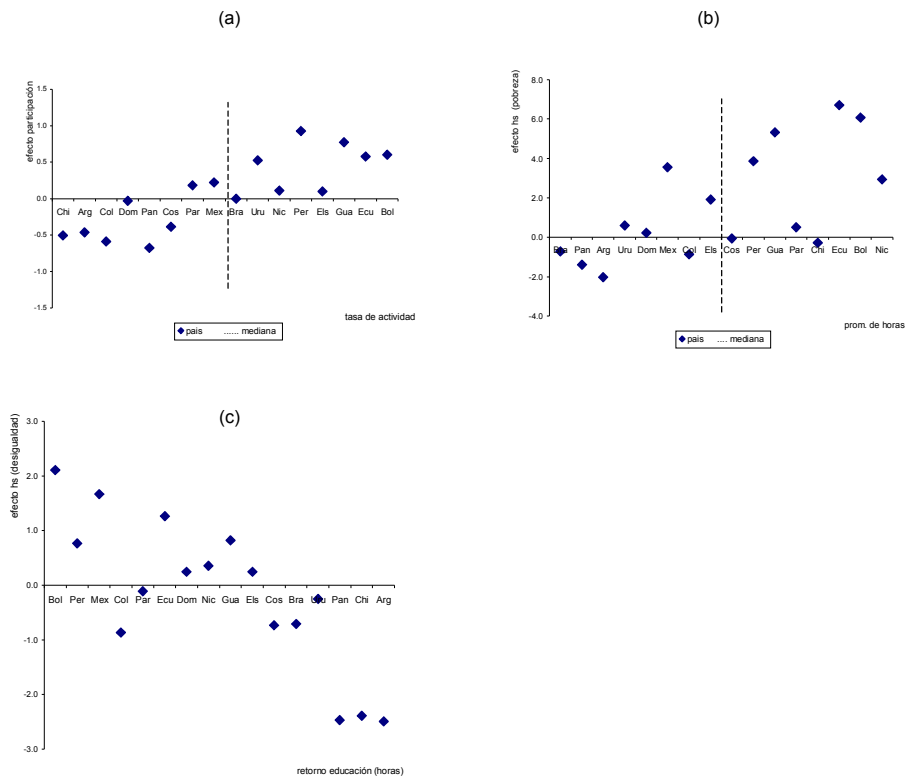 (a)
efecto participación
1.5
1.0
0.5
0.0
-0.5
-1.0
-1.5
Chi Arg Col Dom Pan Cos Par Mex Bra Uru Nic Per Els Gua Ecu Bol
tasa de actividad
pais ...... mediana
(b)
efecto hs (pobreza)
8.0
6.0
4.0
2.0
0.0
-2.0
-4.0
Bra Pan Arg Uru Dom Mex Col Els Cos Per Gua Par Chi Ecu Bol Nic
prom. de horas
pais .... mediana
(c)
efecto hs (desigualdad)
3.0
2.0
1.0
0.0
-1.0
-2.0
-3.0
Bol Per Mex Col Par Ecu Dom Nic Gua Els Cos Bra Uru Pan Chi Arg
retorno educación (horas)